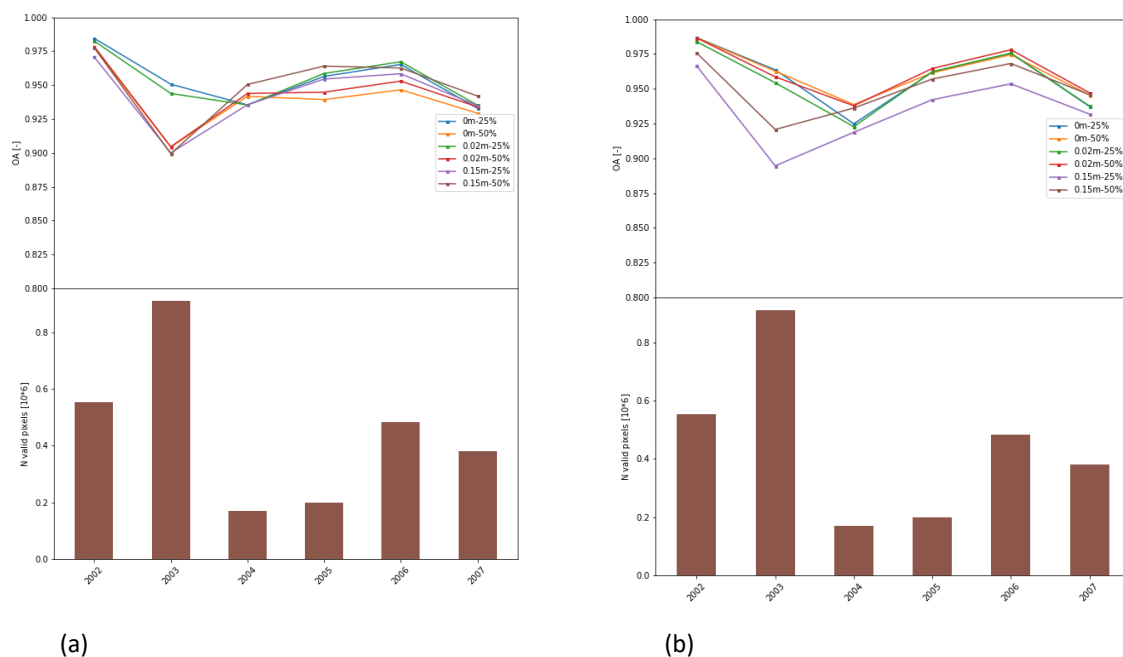 1.000
0.975
0.950
0.925
0.900
0.875
0.850
0.825
0.800
OA [-]
0m-25%
0m-50%
0.02m-25%
0.02m-50%
0.15m-25%
0.15m-50%
0.8
0.6
0.4
0.2
0.0
N valid pixels [10*6]
2002
2003
2004
2005
2006
2007
(a)
1.000
0.975
0.950
0.925
0.900
0.875
0.850
0.825
0.800
OA [-]
0m-25%
0m-50%
0.02m-25%
0.02m-50%
0.15m-25%
0.15m-50%
0.8
0.6
0.4
0.2
0.0
N valid pixels [10*6]
2002
2003
2004
2005
2006
2007
(b)